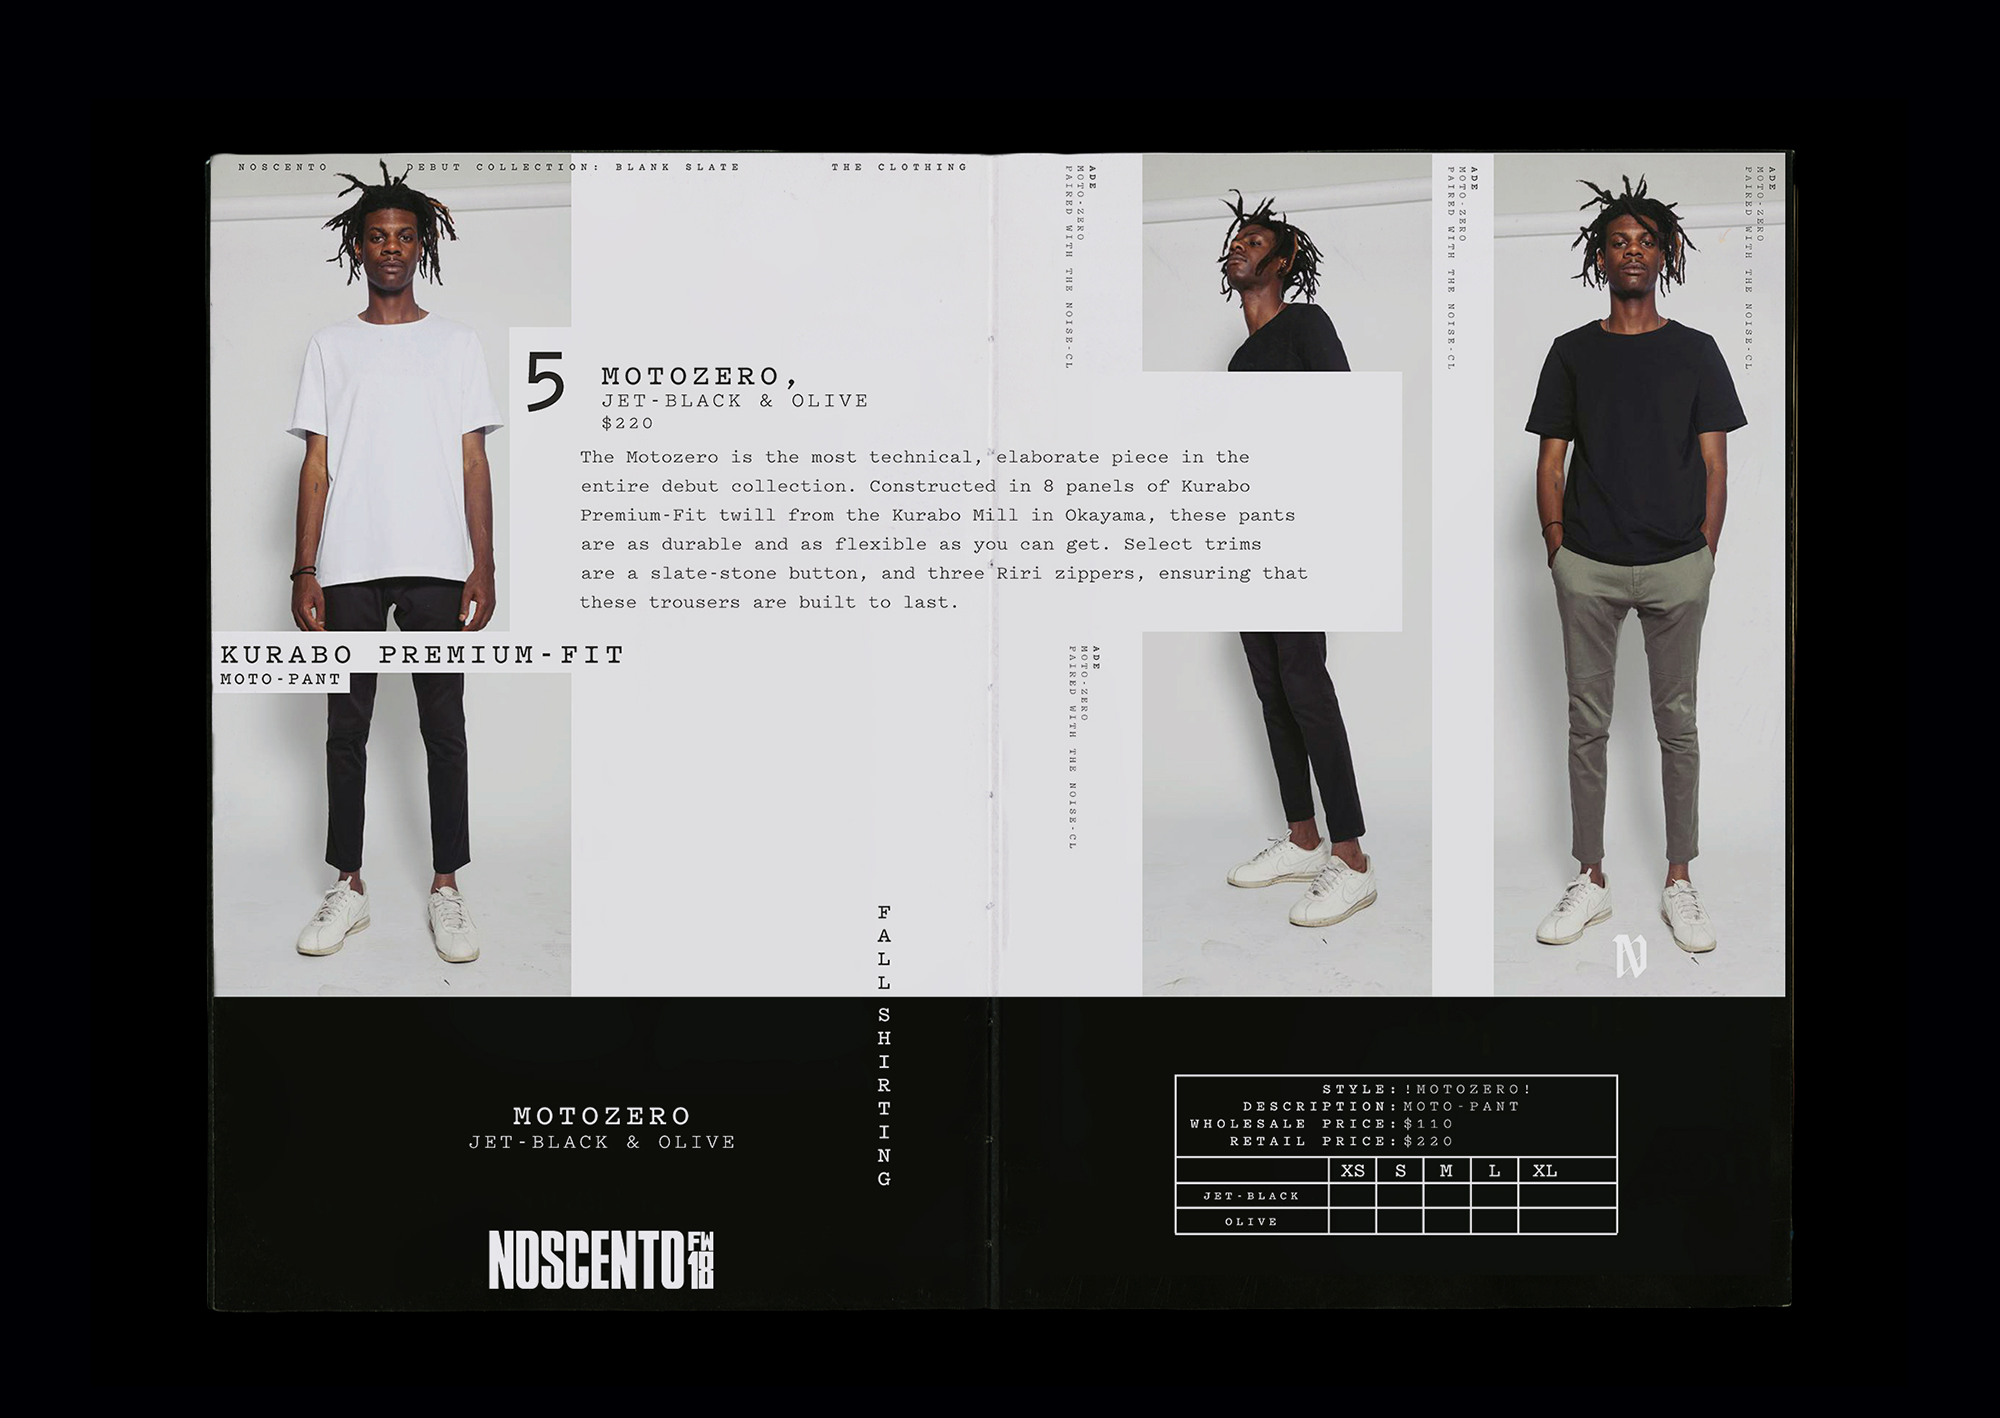 NOSCENTO
DEBUT COLLECTION: BLANK SLATE
THE CLOTHING
5
MOTOZERO,
JET-BLACK & OLIVE
$220
The Motozero is the most technical, elaborate piece in the
entire debut collection. Constructed in 8 panels of Kurabo
Premium-Fit twill from the Kurabo Mill in Okayama, these pants
are as durable and as flexible as you can get. Select trims
are a slate-stone button, and three Riri zippers, ensuring that
these trousers are built to last.
KURABO PREMIUM-FIT
MOTO-PANT
ADE
MOTO-ZERO
PAIRED WITH THE NOISE-CL
ADE
MOTO-ZERO
PAIRED WITH THE NOISE-CL
ADE
MOTO-ZERO
PAIRED WITH THE NOISE-CL
ADE
MOTO-ZERO
PAIRED WITH THE NOISE-CL
N
FALL SHIRTING
MOTOZERO
JET-BLACK & OLIVE
NOSCENTO FW18
STYLE: !MOTOZERO!
DESCRIPTION: MOTO-PANT
WHOLESALE PRICE: $110
RETAIL PRICE: $220
XS S M L XL
JET-BLACK
OLIVE